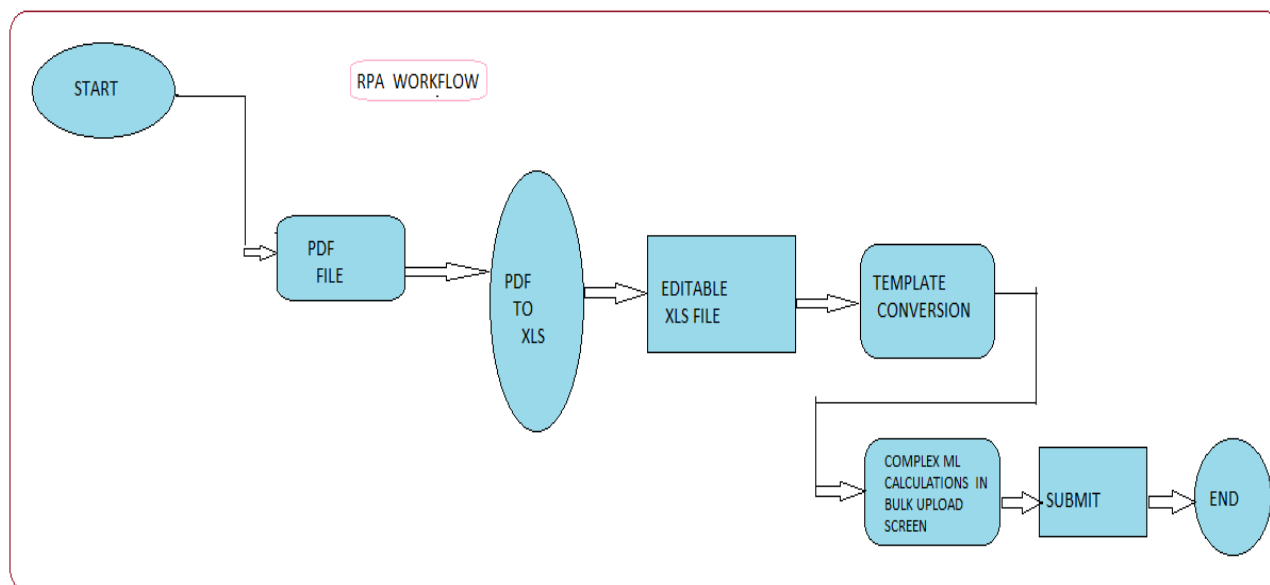 START
RPA WORKFLOW
PDF
FILE
PDF
TO
XLS
EDITABLE
XLS FILE
TEMPLATE
CONVERSION
COMPLEX ML
CALCULATIONS IN
BULK UPLOAD
SCREEN
SUBMIT
END